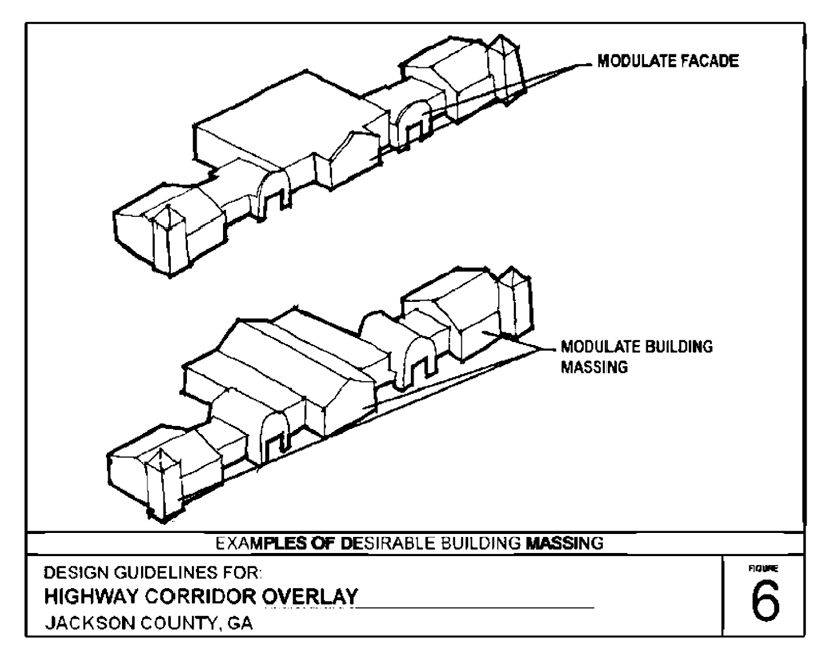 MODULATE FACADE
MODULATE BUILDING
MASSING
EXAMPLES OF DESIRABLE BUILDING MASSING
DESIGN GUIDELINES FOR:
HIGHWAY CORRIDOR OVERLAY
JACKSON COUNTY, GA
FIGURE
6